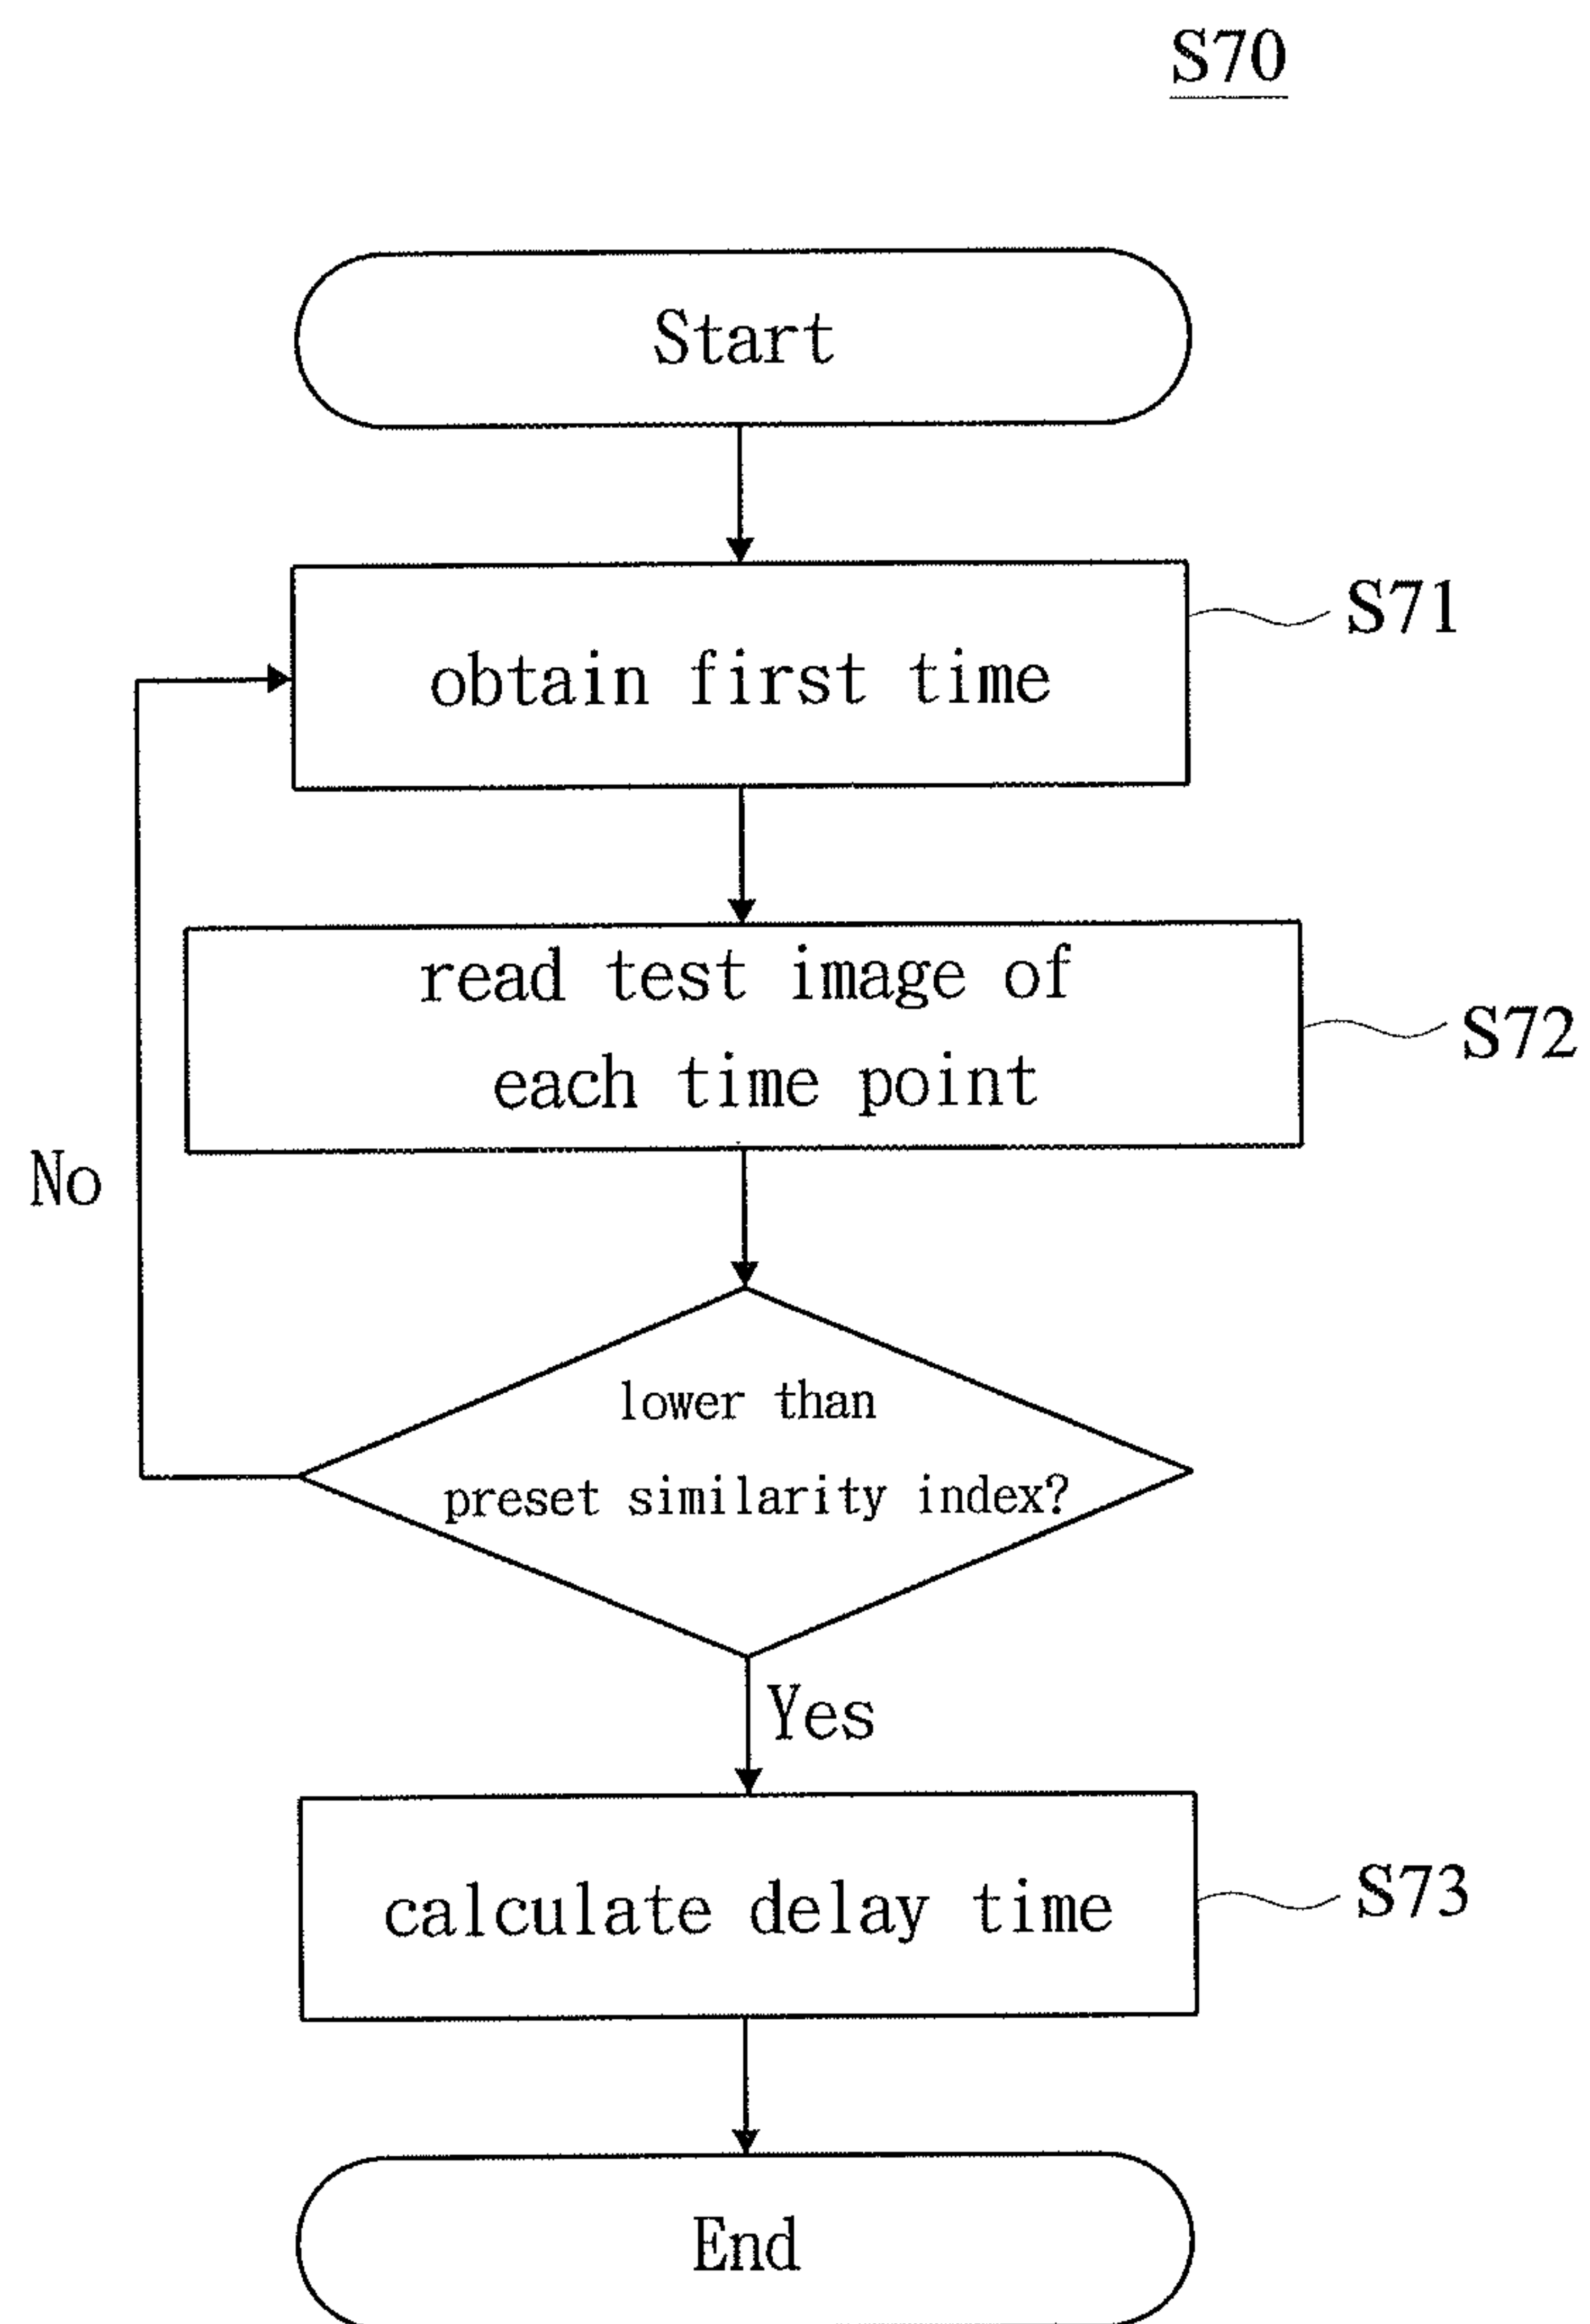 S70
Start
obtain first time
S71
read test image of
each time point
S72
No
lower than
preset similarity index?
Yes
calculate delay time
S73
End